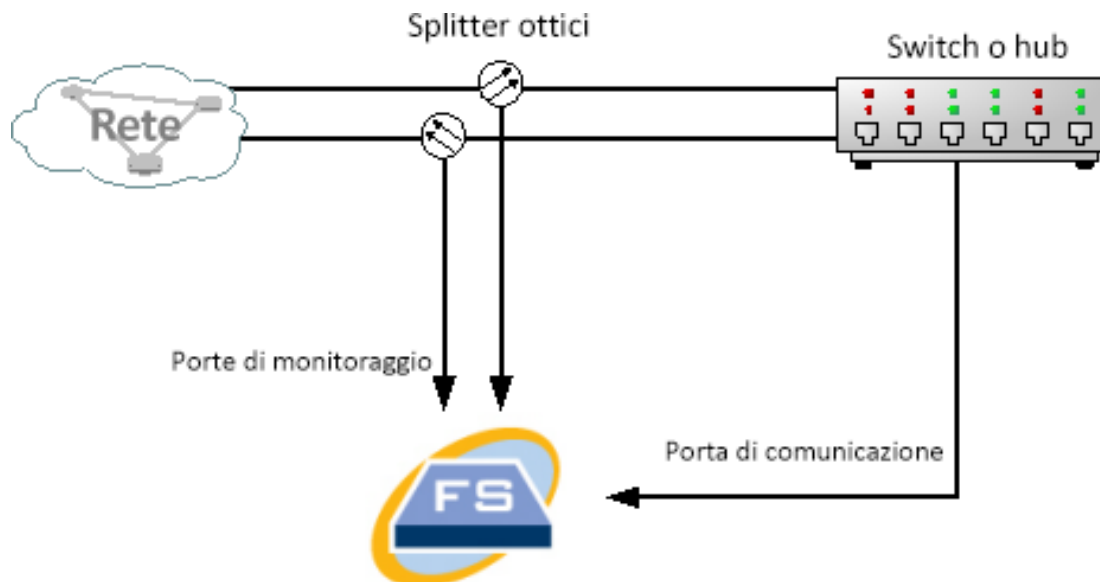 Splitter ottici
Switch o hub
Rete
Porte di monitoraggio
Porta di comunicazione
FS